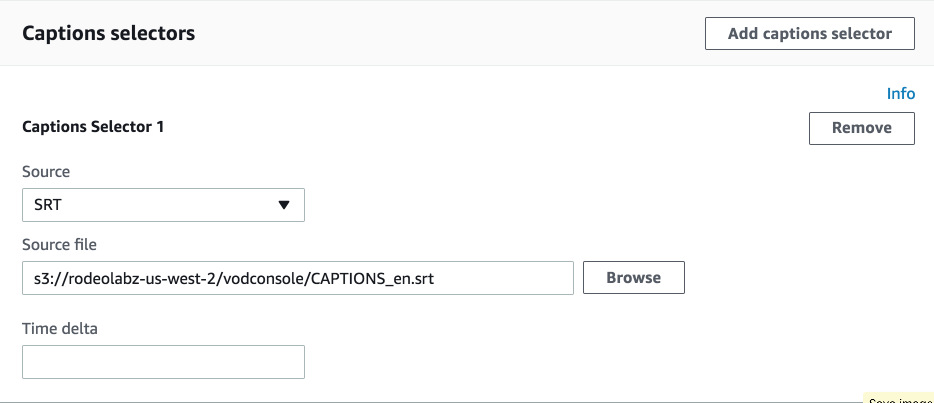 Captions selectors
Add captions selector
Info
Captions Selector 1
Remove
Source
SRT
Source file
s3://rodeolabz-us-west-2/vodconsole/CAPTIONS_en.srt
Browse
Time delta